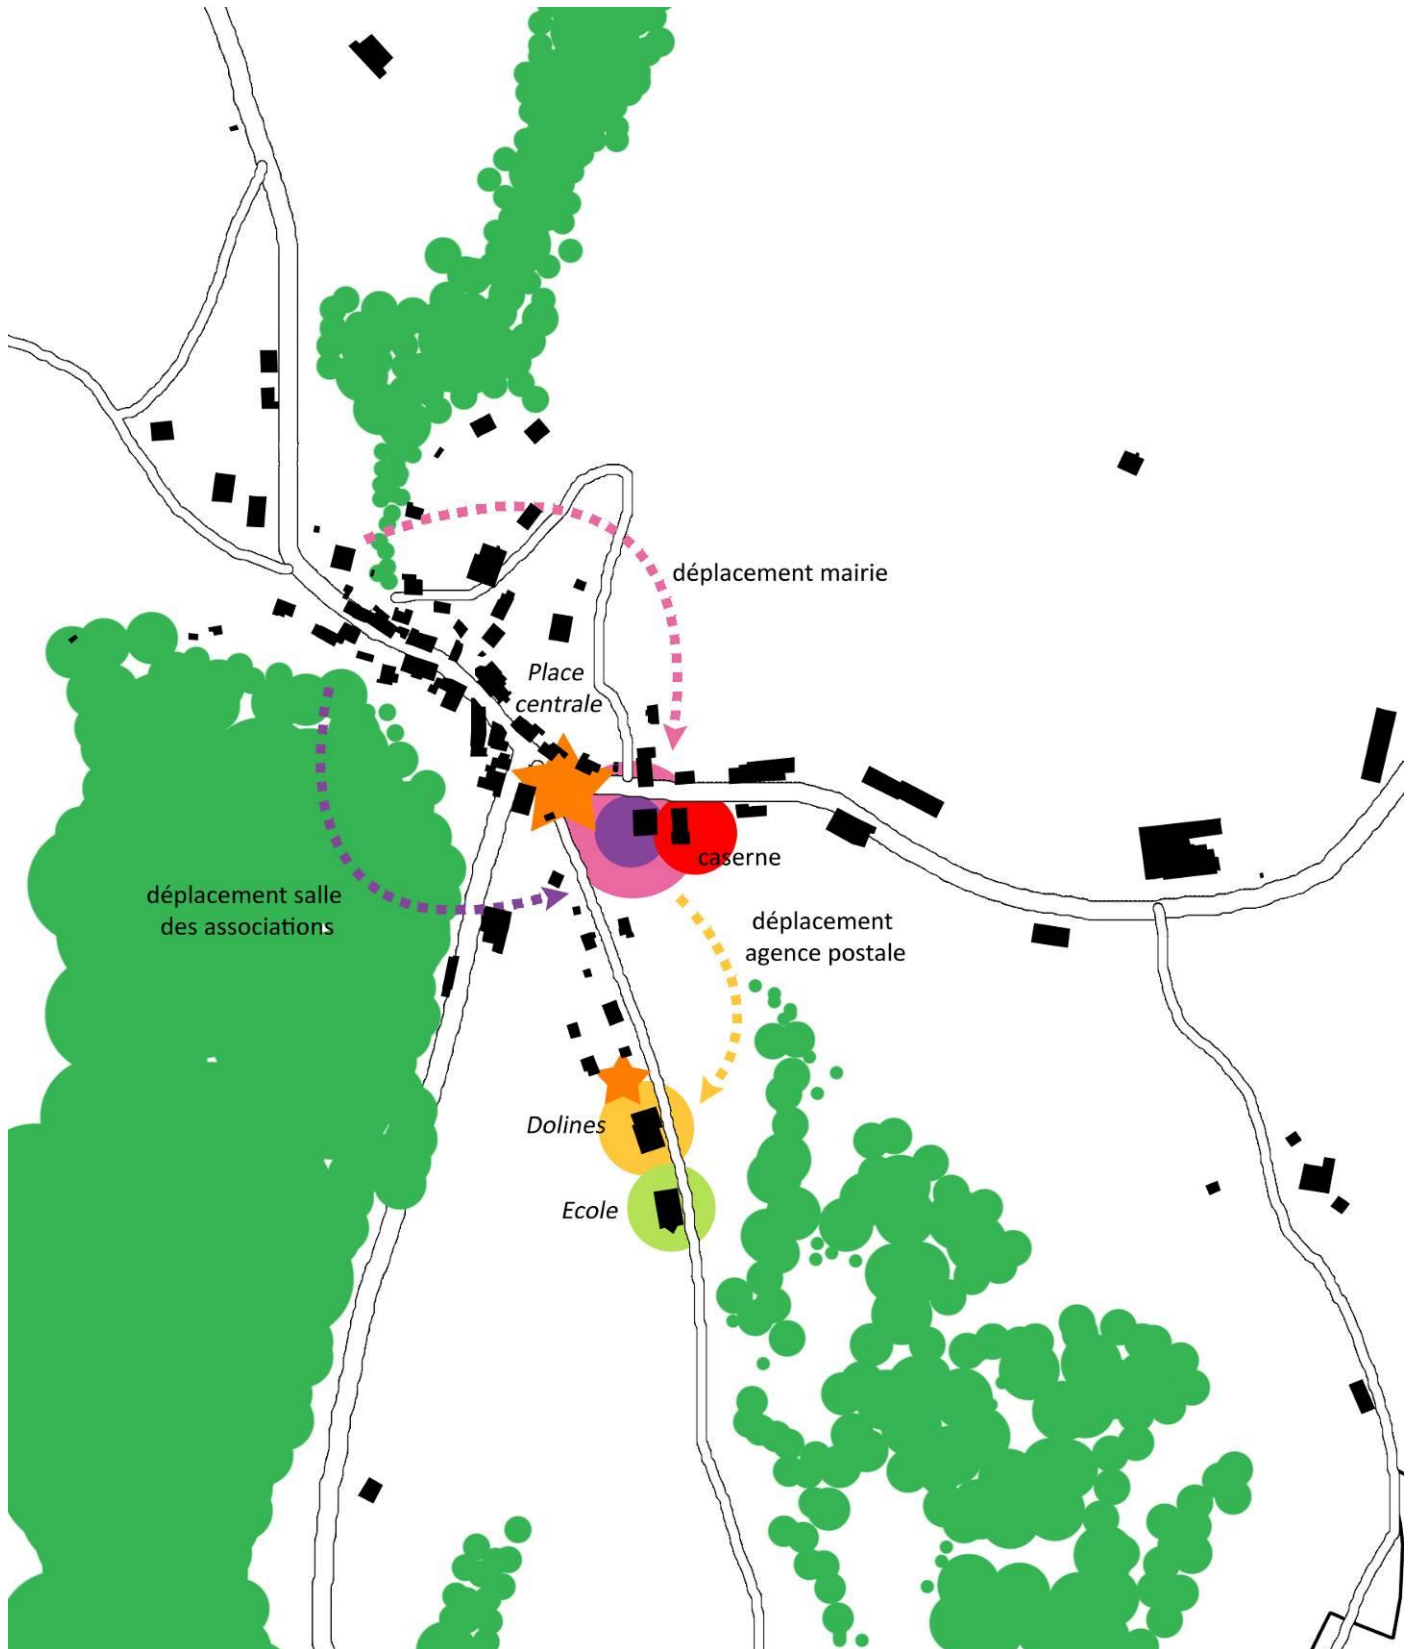 déplacement mairie
Place
centrale
caserne
déplacement salle
des associations
déplacement
agence postale
Dolines
Ecole